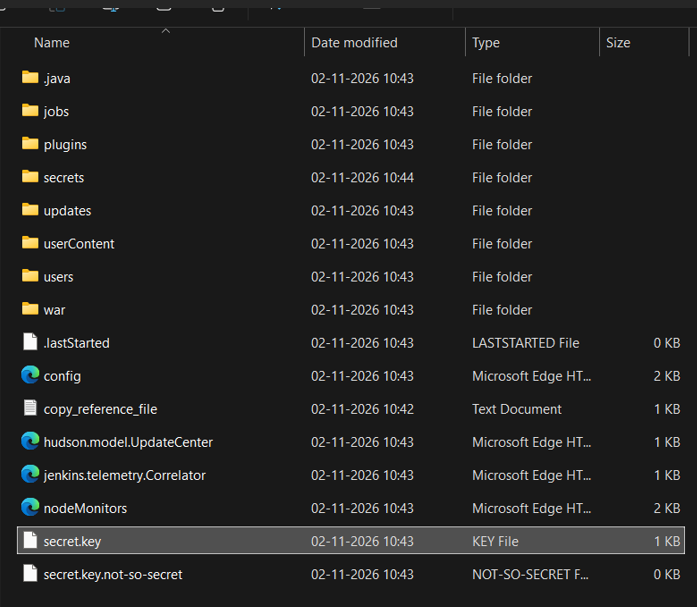 Name Date modified Type Size
.java 02-11-2026 10:43 File folder
jobs 02-11-2026 10:43 File folder
plugins 02-11-2026 10:43 File folder
secrets 02-11-2026 10:44 File folder
updates 02-11-2026 10:43 File folder
userContent 02-11-2026 10:43 File folder
users 02-11-2026 10:43 File folder
war 02-11-2026 10:43 File folder
.lastStarted 02-11-2026 10:43 LASTSTARTED File 0 KB
config 02-11-2026 10:43 Microsoft Edge HT... 2 KB
copy_reference_file 02-11-2026 10:42 Text Document 1 KB
hudson.model.UpdateCenter 02-11-2026 10:43 Microsoft Edge HT... 1 KB
jenkins.telemetry.Correlator 02-11-2026 10:43 Microsoft Edge HT... 1 KB
nodeMonitors 02-11-2026 10:43 Microsoft Edge HT... 2 KB
secret.key 02-11-2026 10:43 KEY File 1 KB
secret.key.not-so-secret 02-11-2026 10:43 NOT-SO-SECRET F... 0 KB